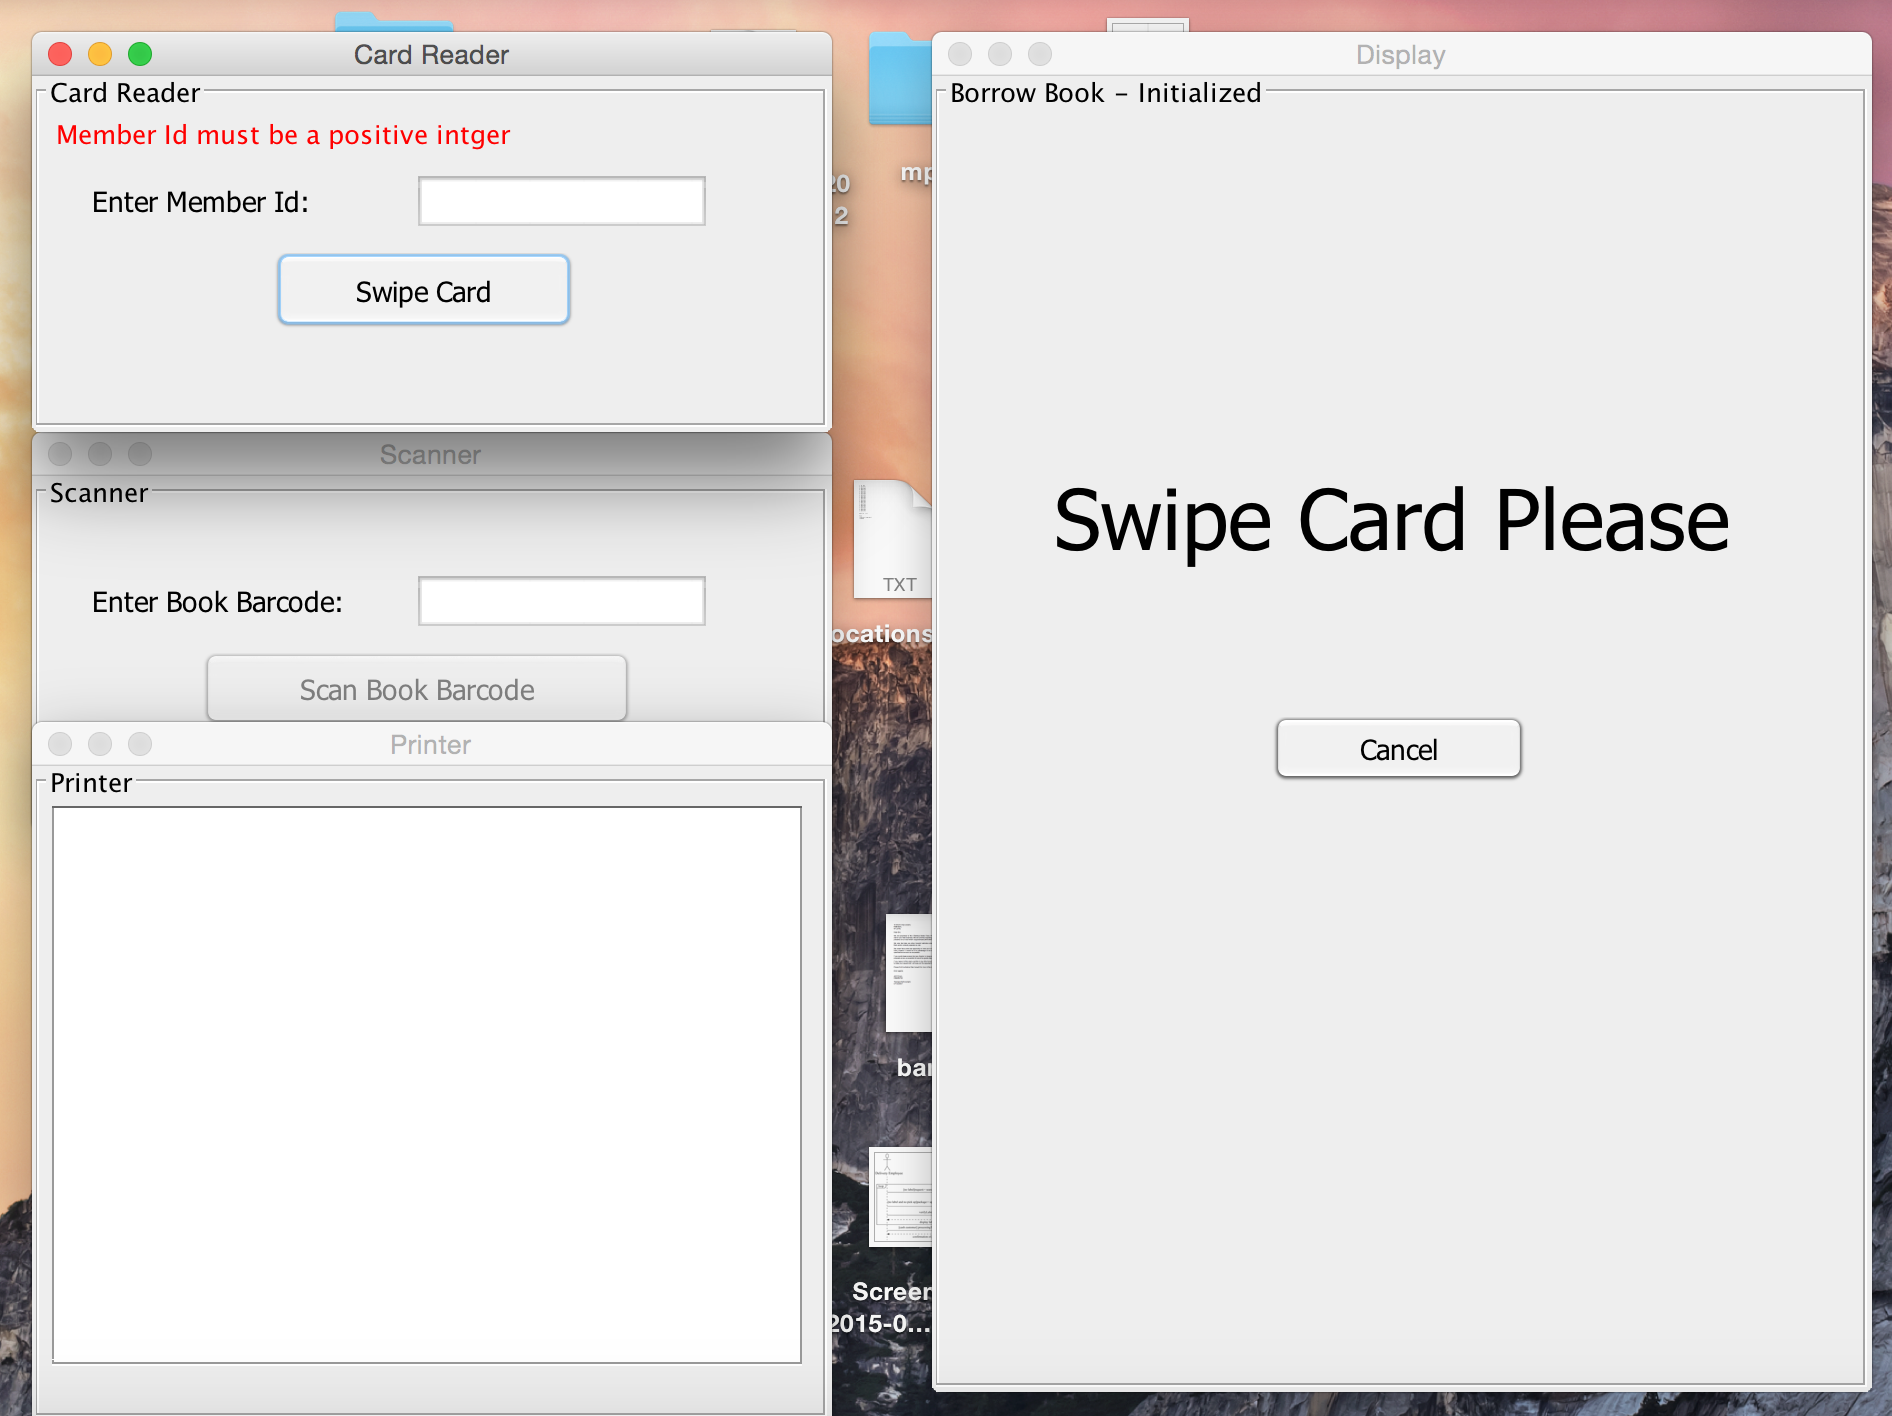 Card Reader
Card Reader
Member Id must be a positive intger
Enter Member Id:
Swipe Card
Scanner
Scanner
Enter Book Barcode:
Scan Book Barcode
Printer
Printer
20
2
mp
TXT
ocations
bar
Screen
2015-0...
Display
Borrow Book - Initialized
Swipe Card Please
Cancel